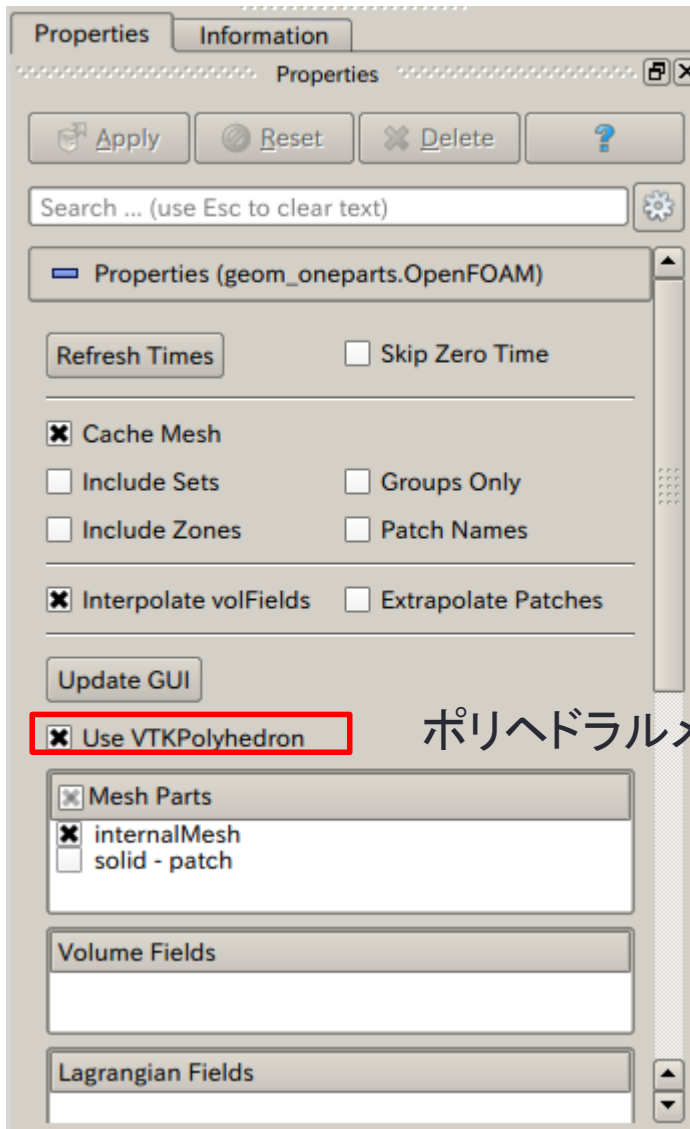 Properties Information
Properties
Apply Reset Delete ?
Search ... (use Esc to clear text)
Properties (geom_oneparts.OpenFOAM)
Refresh Times Skip Zero Time
Cache Mesh
Include Sets Groups Only
Include Zones Patch Names
Interpolate volFields Extrapolate Patches
Update GUI
Use VTKPolyhedron ポリヘドラルメ
Mesh Parts
internalMesh
solid - patch
Volume Fields
Lagrangian Fields